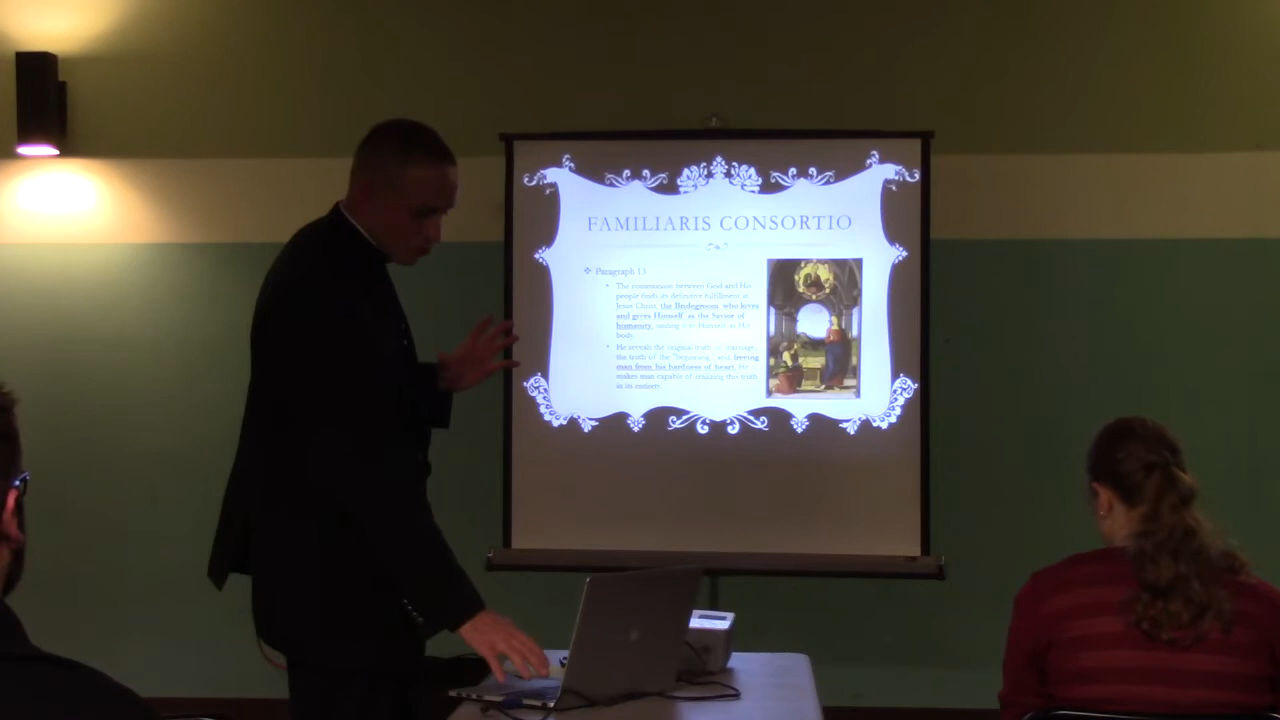 FAMILIARIS CONSORTIO
Paragraph 13
The communion between God and His
people finds its definitive fulfillment in
Jesus Christ, the Bridegroom, who loves
and gives Himself, as the Savior of
humanity, uniting it to Himself as His
body.
He reveals the original truth of marriage,
the truth of the "beginning," and freeing
man from his hardness of heart, He
makes man capable of realizing this truth
in its entirety